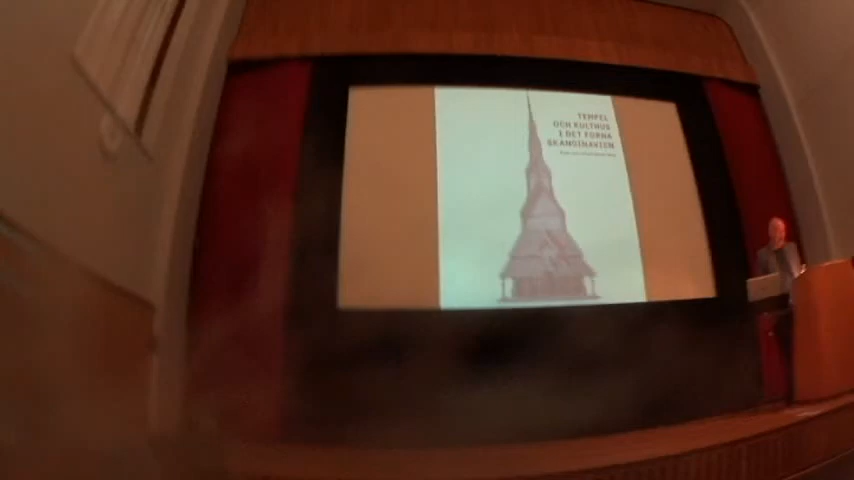 TEMPEL
OCH KULTHUS
I DET FORNA
SKANDINAVIEN